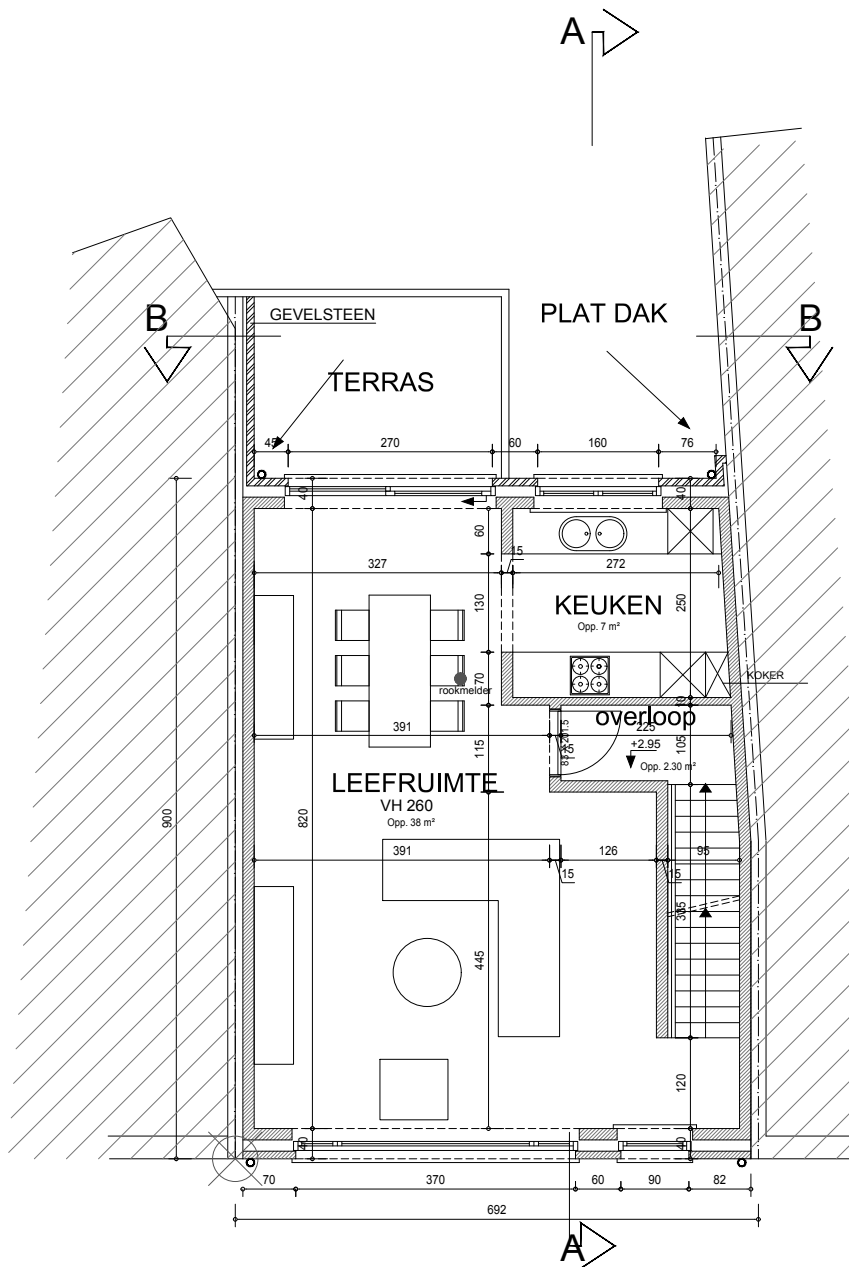 A
B
GEVELSTEEN
PLAT DAK
B
TERRAS
45
270
60
160
76
40
40
60
15
327
272
130
KEUKEN
Opp. 7 m²
250
70
rookmelder
KOKER
10
overloop
391
225
115
15
105
+2.95
Opp. 2.30 m²
LEEFRUIMTE
VH 260
Opp. 38 m²
900
820
391
126
95
15
15
335
445
120
40
40
70
370
60
90
82
692
A